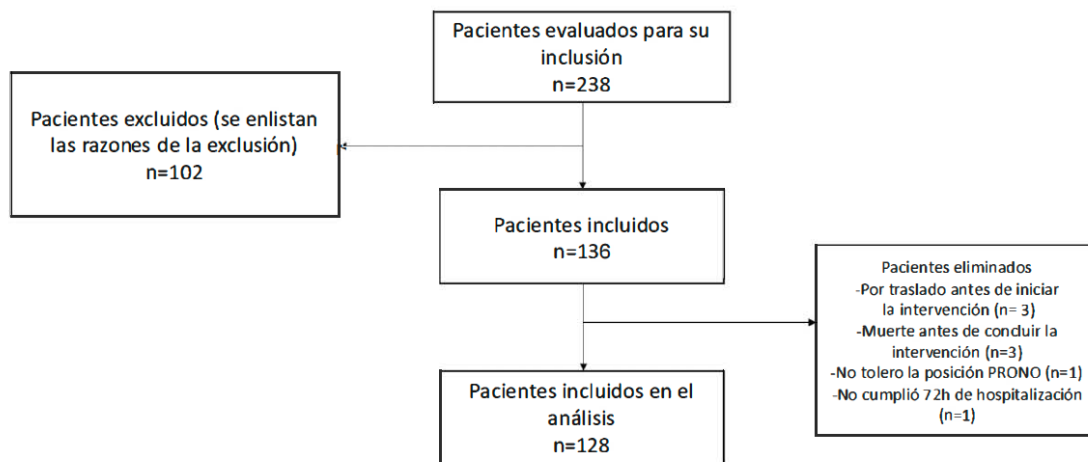 Pacientes evaluados para su
inclusión
n=238
Pacientes excluidos (se enlistan
las razones de la exclusión)
n=102
Pacientes incluidos
n=136
Pacientes eliminados
-Por traslado antes de iniciar
la intervención (n= 3)
-Muerte antes de concluir la
intervención (n=3)
-No tolero la posición PRONO (n=1)
-No cumplió 72h de hospitalización
(n=1)
Pacientes incluidos en el
análisis
n=128